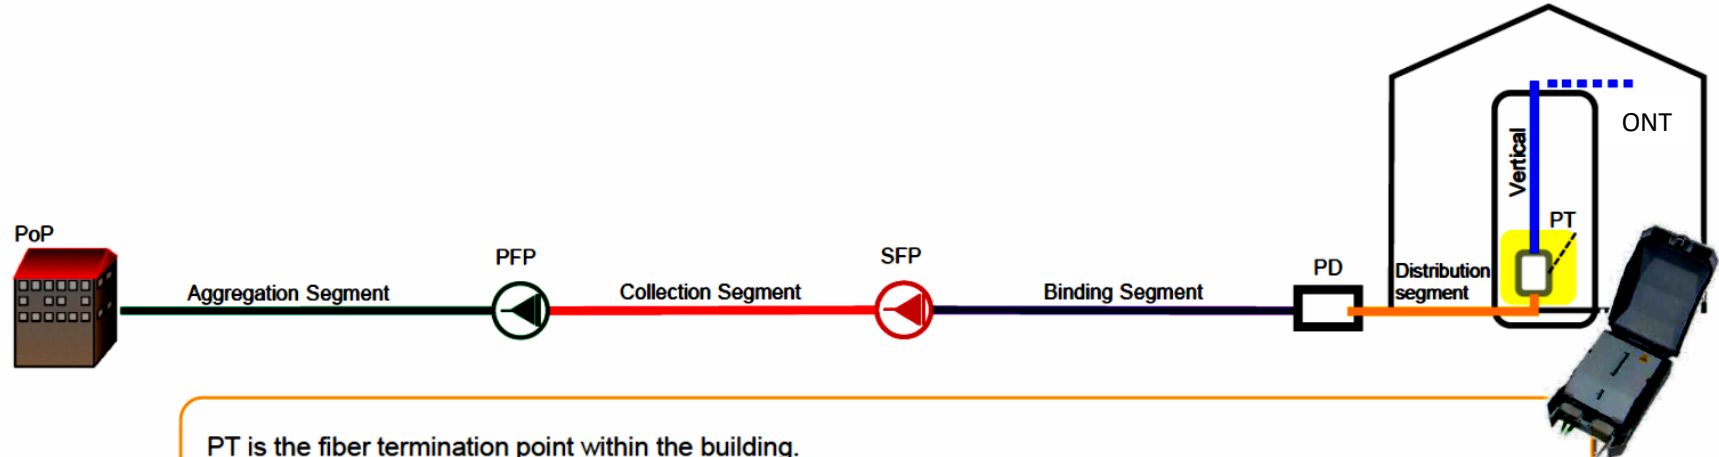 ONT
Vertical
PT
PoP
PFP
SFP
PD
Aggregation Segment
Collection Segment
Binding Segment
Distribution
segment
PT is the fiber termination point within the building.